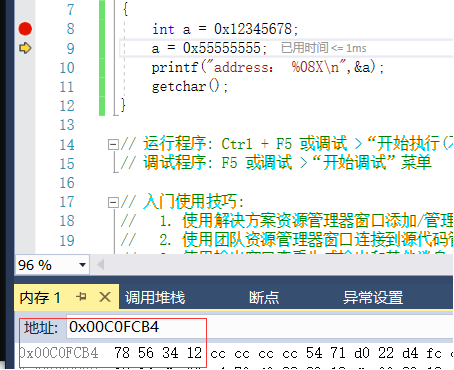 7
8 int a = 0x12345678;
9 a = 0x55555555; 已用时间 <= 1ms
10 printf("address： %08X\n",&a);
11 getchar();
12 }
13
14 // 运行程序: Ctrl + F5 或调试 >“开始执行(不
15 // 调试程序: F5 或调试 >“开始调试”菜单
16
17 // 入门使用技巧:
18 // 1. 使用解决方案资源管理器窗口添加/管理
19 // 2. 使用团队资源管理器窗口连接到源代码管
96 %
内存 1 调用堆栈 断点 异常设置
地址: 0x00C0FCB4
0x00C0FCB4 78 56 34 12 cc cc cc cc 54 71 d0 22 d4 fc c